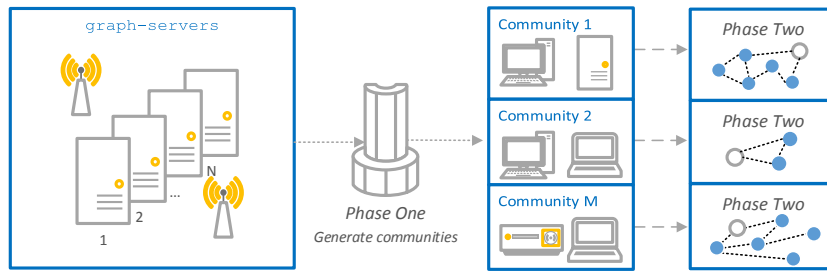 graph-servers
1
2
...
N
Phase One
Generate communities
Community 1
Community 2
Community M
Phase Two
Phase Two
Phase Two